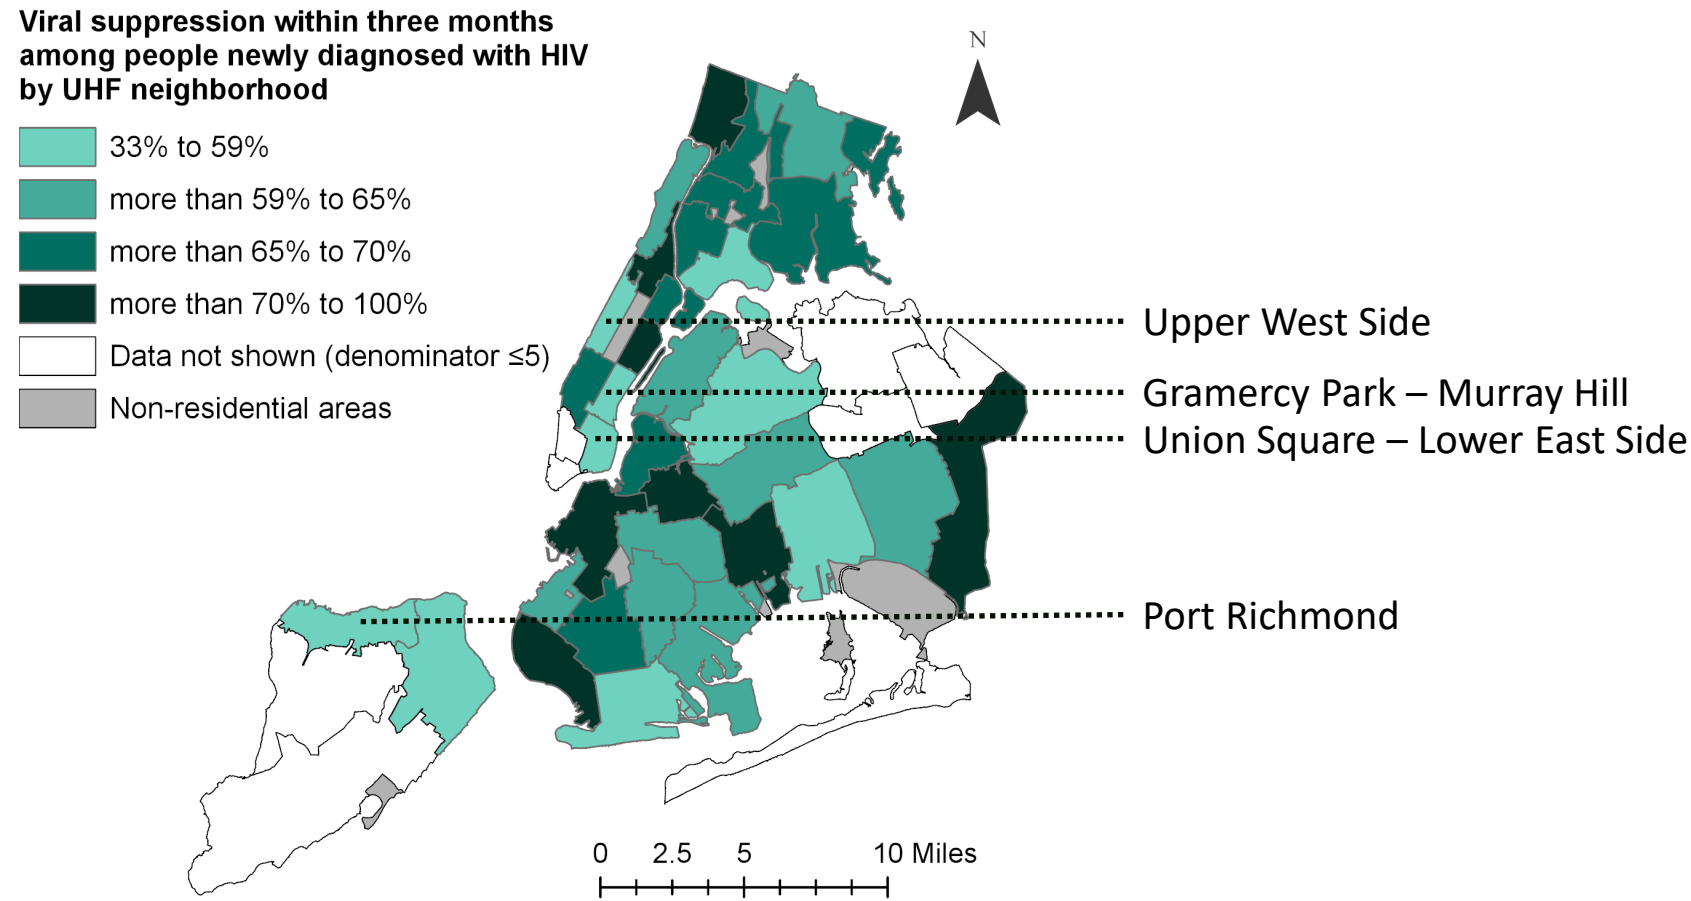 Viral suppression within three months
among people newly diagnosed with HIV
by UHF neighborhood
33% to 59%
more than 59% to 65%
more than 65% to 70%
more than 70% to 100%
Data not shown (denominator ≤5)
Non-residential areas
N
Upper West Side
Gramercy Park – Murray Hill
Union Square – Lower East Side
Port Richmond
0 2.5 5 10 Miles